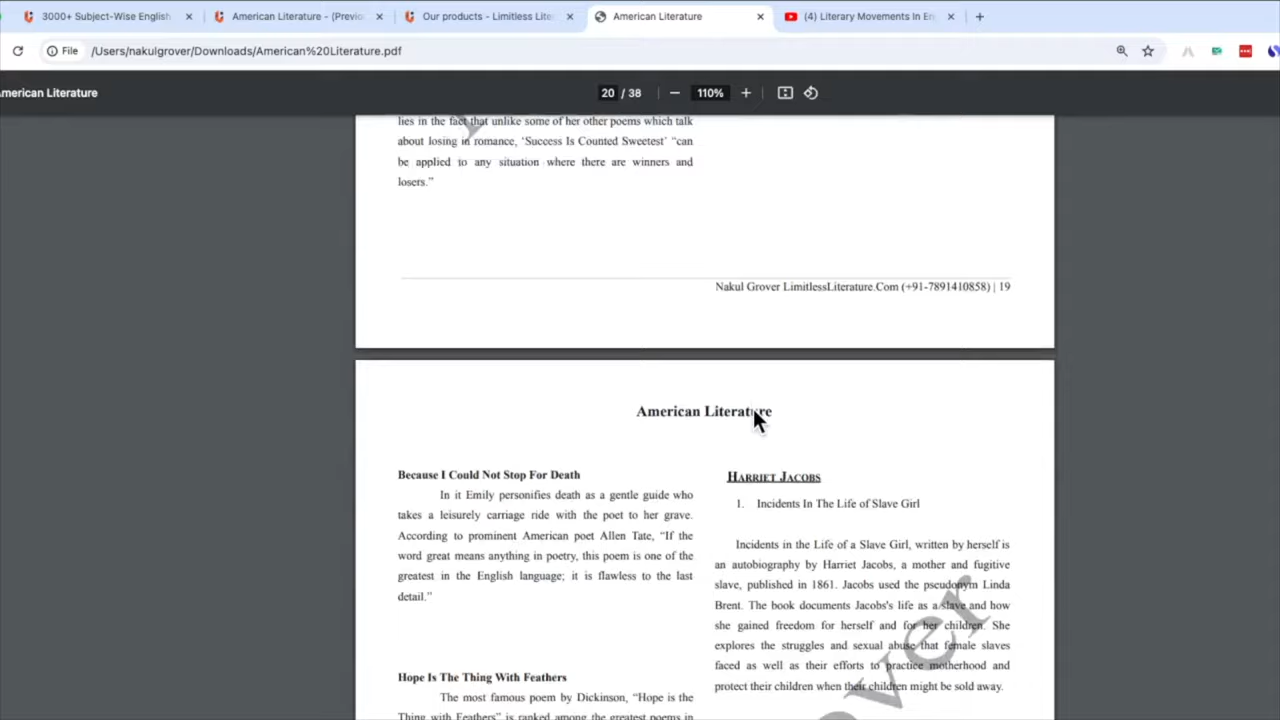 3000+ Subject-Wise English
American Literature - (Previo
Our products - Limitless Lite
American Literature
(4) Literary Movements In En
File
/Users/nakulgrover/Downloads/American%20Literature.pdf
American Literature
20 / 38
110%
lies in the fact that unlike some of her other poems which talk
about losing in romance, ‘Success Is Counted Sweetest’ “can
be applied to any situation where there are winners and
losers.”
Nakul Grover LimitlessLiterature.Com (+91-7891410858) | 19
American Literature
Because I Could Not Stop For Death
In it Emily personifies death as a gentle guide who
takes a leisurely carriage ride with the poet to her grave.
According to prominent American poet Allen Tate, “If the
word great means anything in poetry, this poem is one of the
greatest in the English language; it is flawless to the last
detail.”
Hope Is The Thing With Feathers
The most famous poem by Dickinson, “Hope is the
Thing with Feathers” is ranked among the greatest poems in
HARRIET JACOBS
1. Incidents In The Life of Slave Girl
Incidents in the Life of a Slave Girl, written by herself is
an autobiography by Harriet Jacobs, a mother and fugitive
slave, published in 1861. Jacobs used the pseudonym Linda
Brent. The book documents Jacobs's life as a slave and how
she gained freedom for herself and for her children. She
explores the struggles and sexual abuse that female slaves
faced as well as their efforts to practice motherhood and
protect their children when their children might be sold away.
over